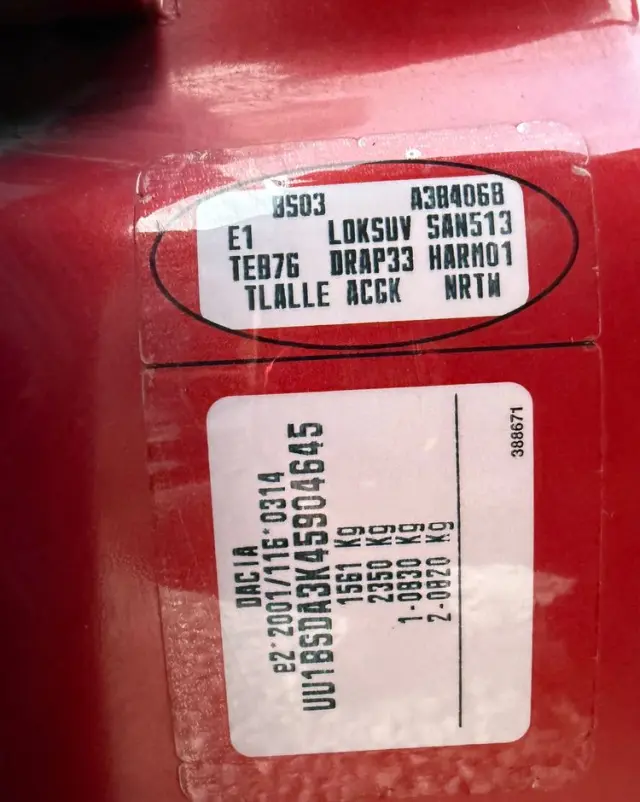 BS03 A384068
E1 LOKSUV SAN513
TEB76 DRAP33 HARM01
TLALLE ACGK NRTW
DACIA
e2*2001/116*0314
UU1BSDA3K45904645
1561 Kg
2350 Kg
1-0830 Kg
2-0820 Kg
388671